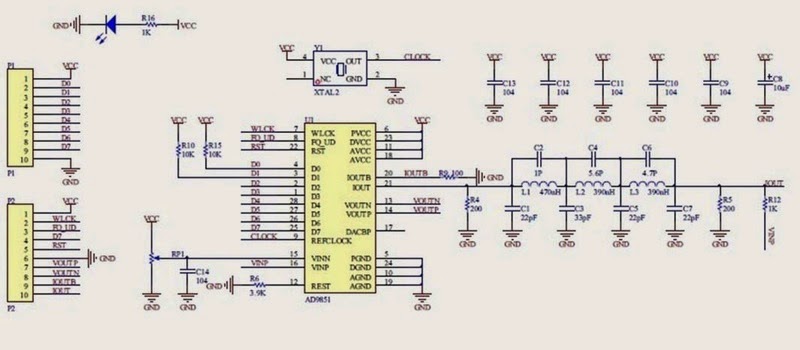 GND
R16
1K
VCC
P1
VCC
1
2
3
4
5
6
7
8
9
10
D0
D1
D2
D3
D4
D5
D6
D7
GND
P1
P2
VCC
1
2
3
4
5
6
7
8
9
10
WLCK
FQ_UD
D7
RST
GND
VOUTP
VOUTN
IOUTB
IOUT
P2
VCC
Y1
4
VCC OUT
3
CLOCK
1
NC GND
2
XTAL2
GND
VCC
VCC
R10
10K
R15
10K
U1
VCC
WLCK 7 WLCK
FQ_UD 8 FQ_UD
RST 22 RST
D0 4 D0
D1 3 D1
D2 2 D2
D3 1 D3
D4 28 D4
D5 27 D5
D6 26 D6
D7 25 D7
CLOCK 9 REFCLOCK
15 VINN
VINP 16 VINP
12 REST
PVCC 6
DVCC 23
AVCC 11
AVCC 18
IOUTB 20 IOUTB
IOUT 21
VOUTN 13 VOUTN
VOUTP 14 VOUTP
DACBP 17
PGND 5
DGND 24
AGND 10
AGND 19
GND
AD9851
VCC
RP1
GND
C14
104
GND
GND
R6
3.9K
R9 100
GND
VCC
C13
104
GND
VCC
C12
104
GND
VCC
C11
104
GND
VCC
C10
104
GND
VCC
C9
104
GND
VCC
C8
10uF
GND
C2
1P
C4
5.6P
C6
4.7P
L1 470nH
L2 390nH
L3 390nH
IOUT
R4
200
GND
C1
22pF
GND
C3
33pF
GND
C5
22pF
GND
C7
22pF
GND
R5
200
GND
R12
1K
VINP